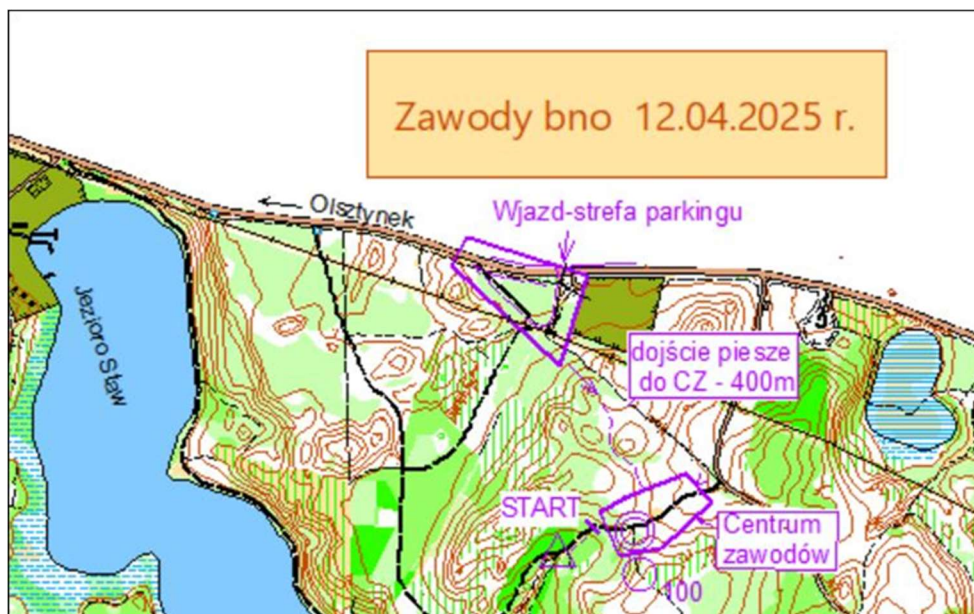 Zawody bno 12.04.2025 r.
← Olsztynek
Wjazd-strefa parkingu
Jezioro Staw
dojście piesze
do CZ - 400m
START
Centrum
zawodów
100